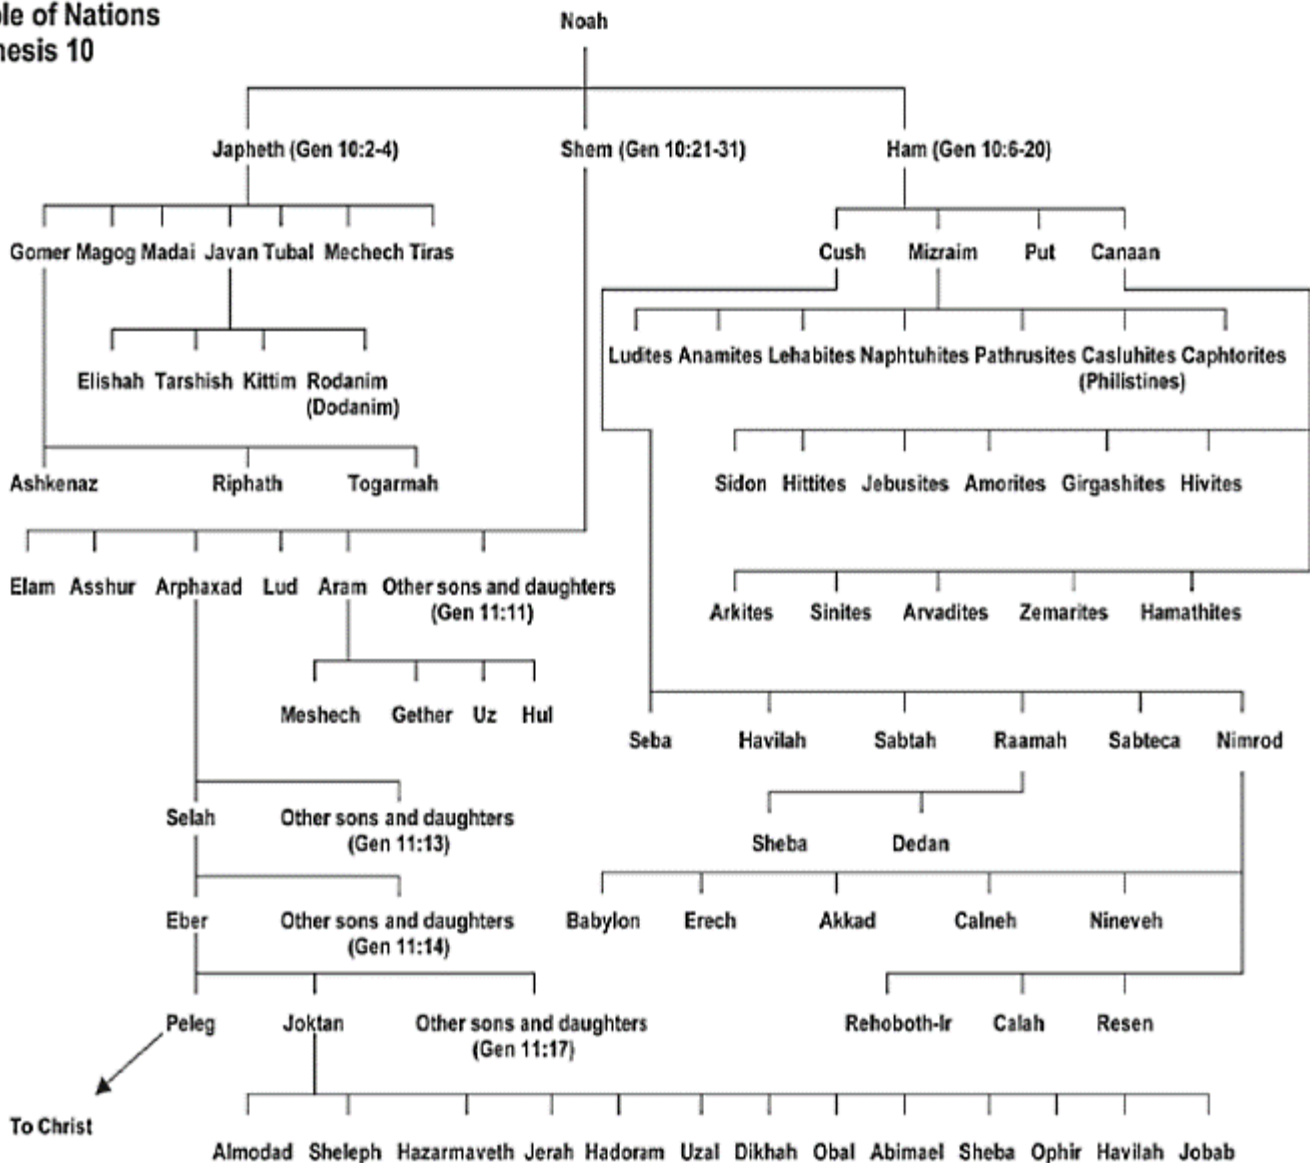 ble of Nations
nesis 10
Noah
Japheth (Gen 10:2-4) Shem (Gen 10:21-31) Ham (Gen 10:6-20)
Gomer Magog Madai Javan Tubal Mechech Tiras Cush Mizraim Put Canaan
Ludites Anamites Lehabites Naphtuhites Pathrusites Casluhites Caphtorites
(Philistines)
Elishah Tarshish Kittim Rodanim
(Dodanim)
Ashkenaz Riphath Togarmah Sidon Hittites Jebusites Amorites Girgashites Hivites
Elam Asshur Arphaxad Lud Aram Other sons and daughters
(Gen 11:11)
Arkites Sinites Arvadites Zemarites Hamathites
Meshech Gether Uz Hul
Seba Havilah Sabtah Raamah Sabteca Nimrod
Selah Other sons and daughters
(Gen 11:13)
Sheba Dedan
Eber Other sons and daughters
(Gen 11:14)
Babylon Erech Akkad Calneh Nineveh
Peleg Joktan Other sons and daughters
(Gen 11:17)
Rehoboth-Ir Calah Resen
To Christ
Almodad Sheleph Hazarmaveth Jerah Hadoram Uzal Dikhah Obal Abimael Sheba Ophir Havilah Jobab